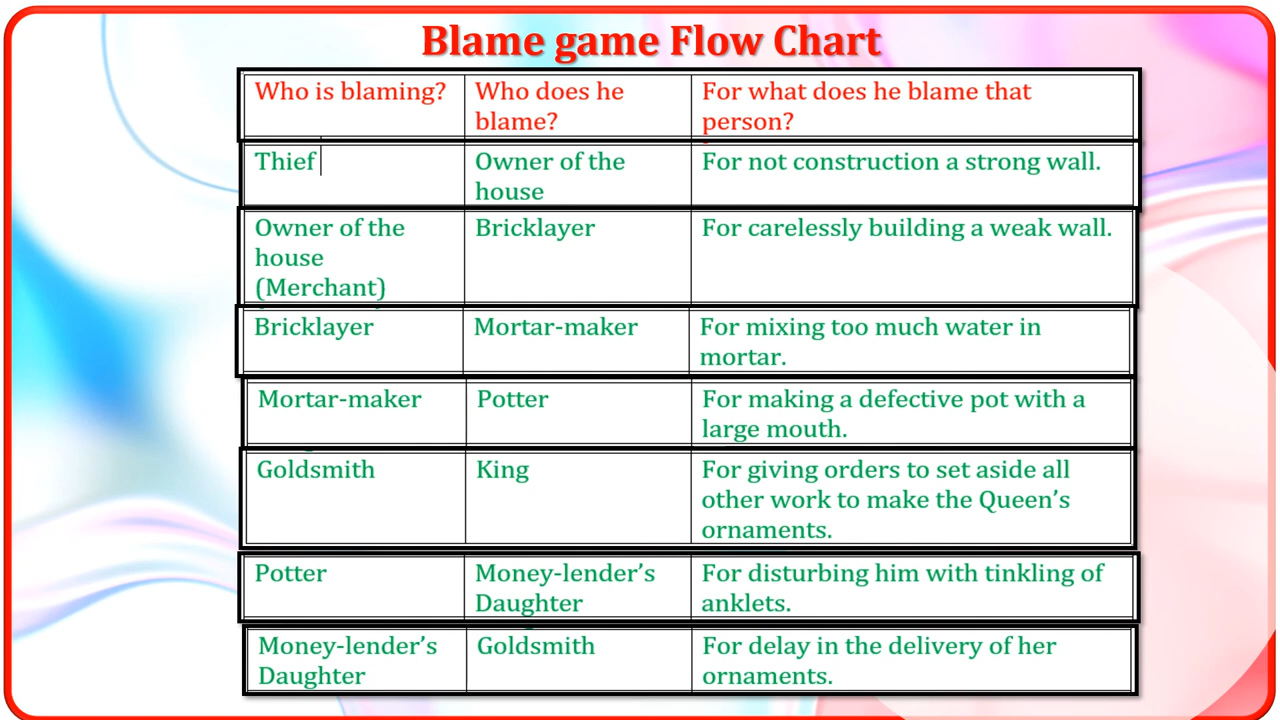 Blame game Flow Chart
Who is blaming?
Who does he
blame?
For what does he blame that
person?
Thief
Owner of the
house
For not construction a strong wall.
Owner of the
house
(Merchant)
Bricklayer
For carelessly building a weak wall.
Bricklayer
Mortar-maker
For mixing too much water in
mortar.
Mortar-maker
Potter
For making a defective pot with a
large mouth.
Goldsmith
King
For giving orders to set aside all
other work to make the Queen’s
ornaments.
Potter
Money-lender’s
Daughter
For disturbing him with tinkling of
anklets.
Money-lender’s
Daughter
Goldsmith
For delay in the delivery of her
ornaments.